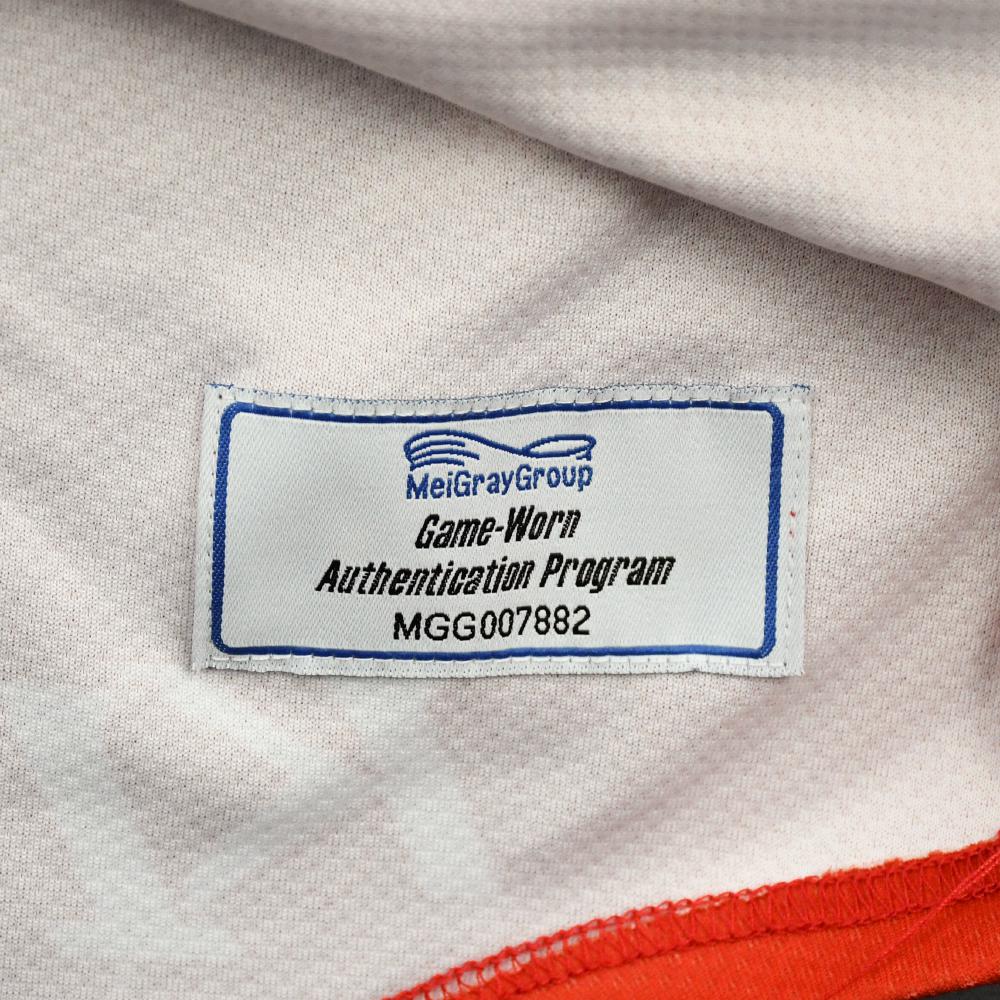 MeiGrayGroup
Game-Worn
Authentication Program
MGG007882